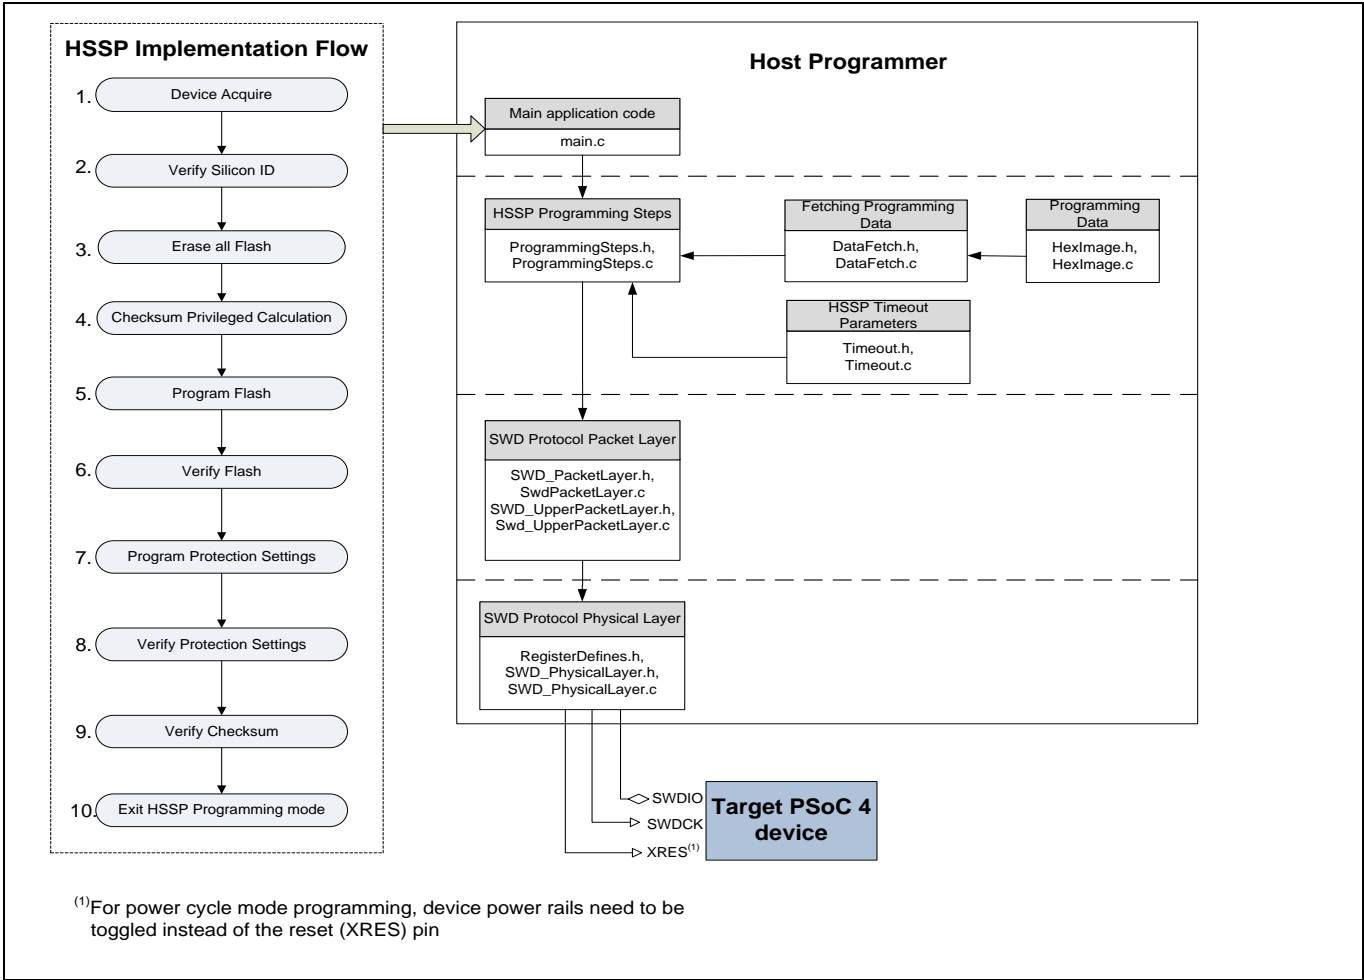 HSSP Implementation Flow
1. Device Acquire
2. Verify Silicon ID
3. Erase all Flash
4. Checksum Privileged Calculation
5. Program Flash
6. Verify Flash
7. Program Protection Settings
8. Verify Protection Settings
9. Verify Checksum
10. Exit HSSP Programming mode
Host Programmer
Main application code
main.c
HSSP Programming Steps
ProgrammingSteps.h,
ProgrammingSteps.c
Fetching Programming
Data
DataFetch.h,
DataFetch.c
Programming
Data
HexImage.h,
HexImage.c
HSSP Timeout
Parameters
Timeout.h,
Timeout.c
SWD Protocol Packet Layer
SWD_PacketLayer.h,
SwdPacketLayer.c
SWD_UpperPacketLayer.h,
Swd_UpperPacketLayer.c
SWD Protocol Physical Layer
RegisterDefines.h,
SWD_PhysicalLayer.h,
SWD_PhysicalLayer.c
SWDIO
SWDCK
XRES(1)
Target PSoC 4
device
(1)For power cycle mode programming, device power rails need to be
toggled instead of the reset (XRES) pin